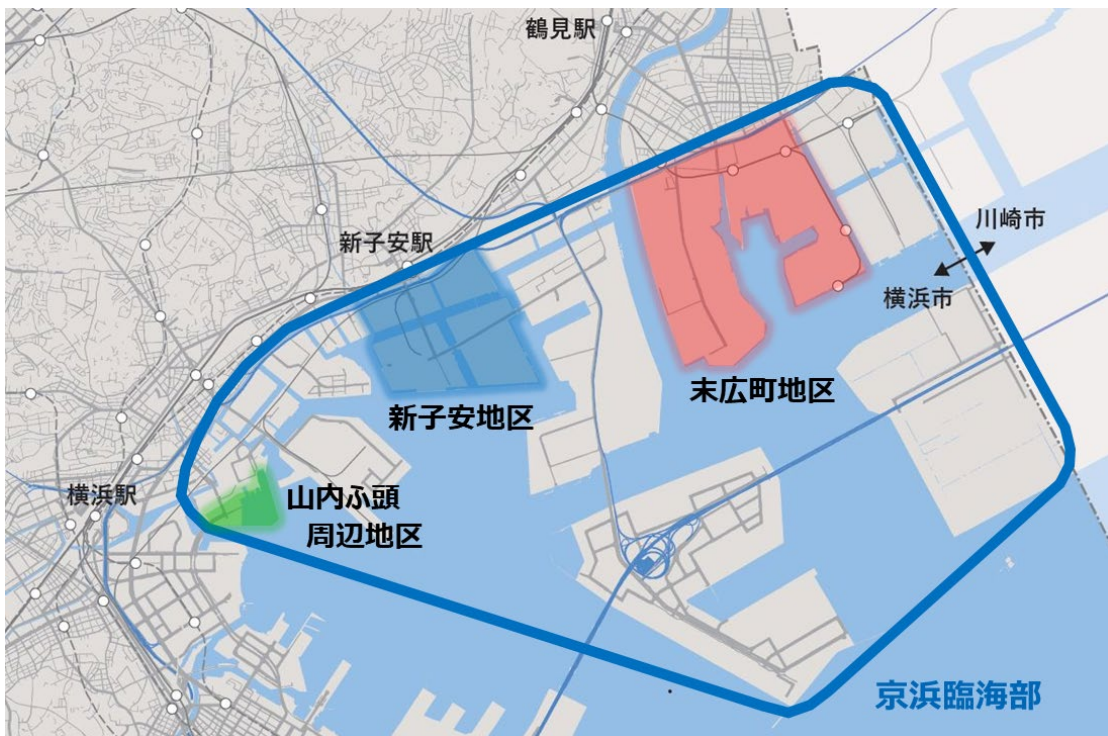 鶴見駅
川崎市
新子安駅
横浜市
末広町地区
新子安地区
横浜駅
山内ふ頭
周辺地区
京浜臨海部